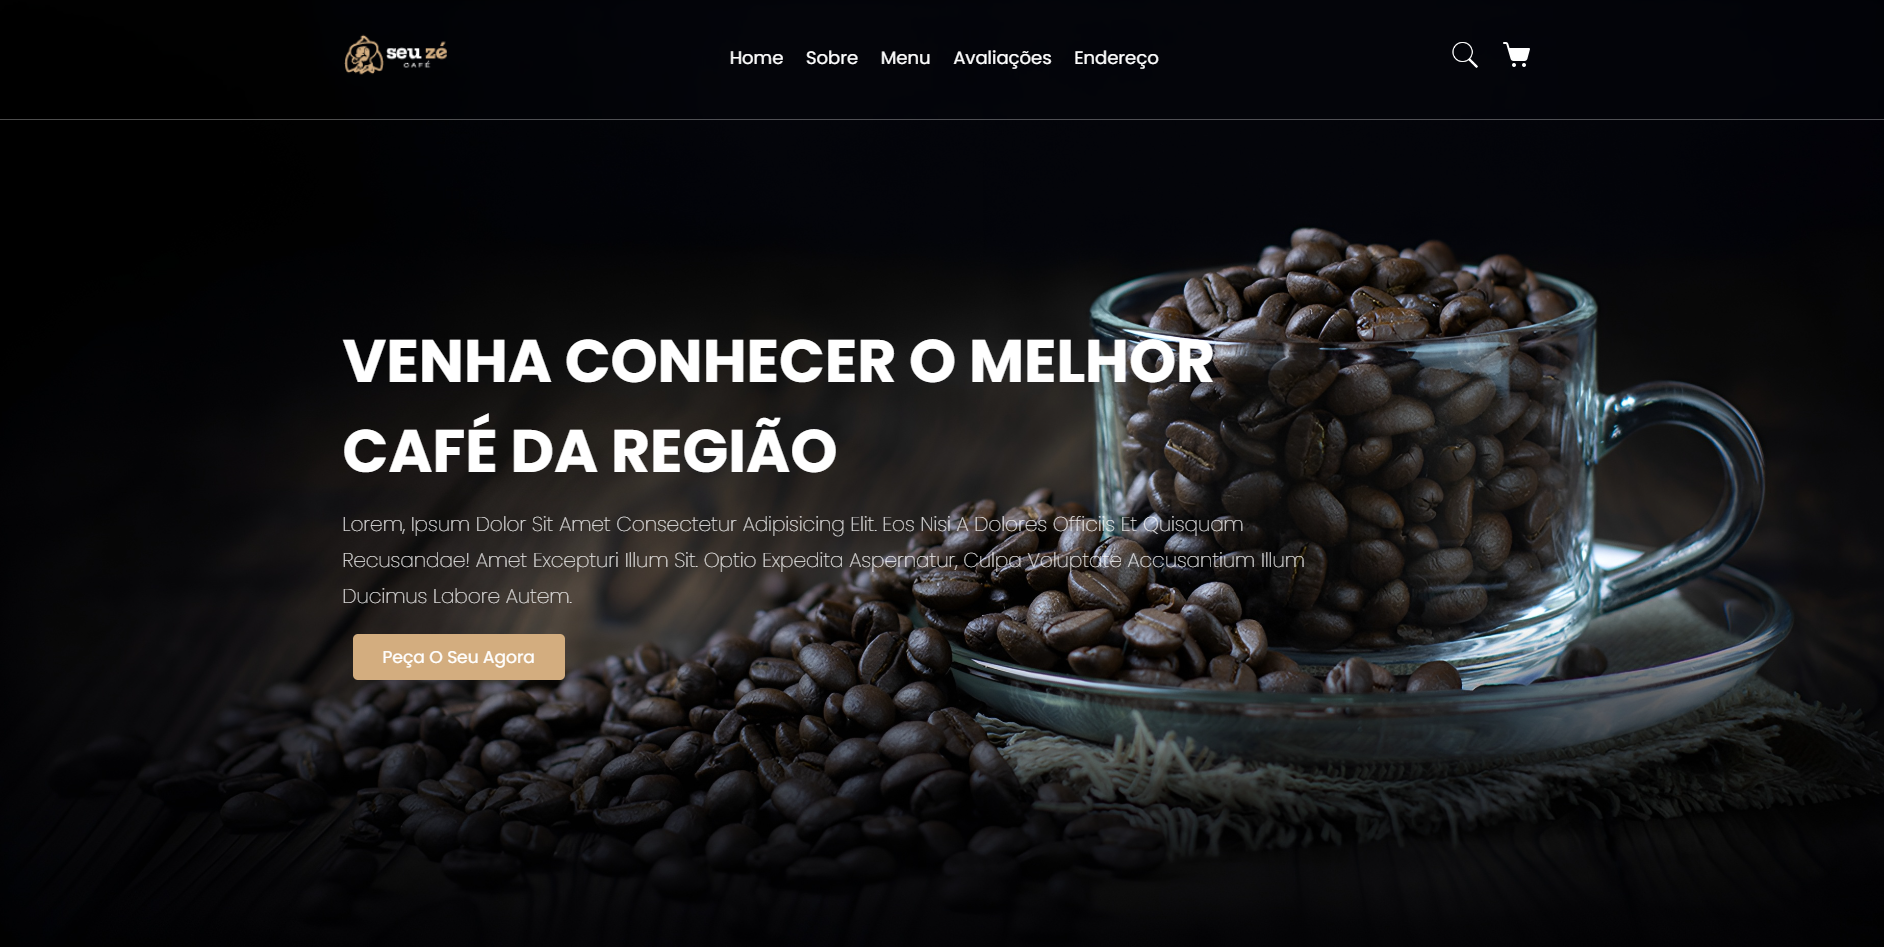 seu zé
CAFÉ
Home Sobre Menu Avaliações Endereço
VENHA CONHECER O MELHOR
CAFÉ DA REGIÃO
Lorem, Ipsum Dolor Sit Amet Consectetur Adipisicing Elit. Eos Nisi A Dolores Officiis Et Quisquam
Recusandae! Amet Excepturi Illum Sit. Optio Expedita Aspernatur, Culpa Voluptate Accusantium Illum
Ducimus Labore Autem.
Peça O Seu Agora